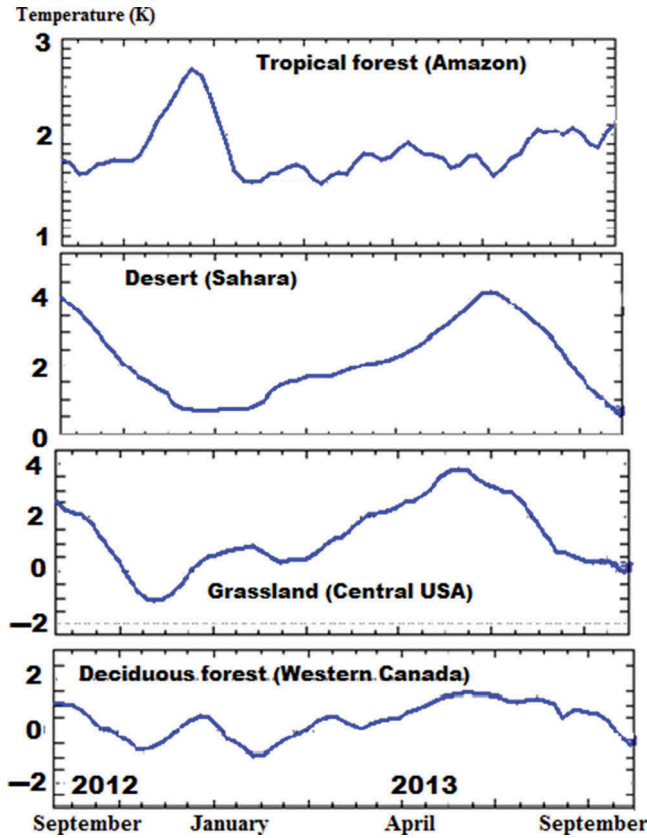 Temperature (K)
3
Tropical forest (Amazon)
2
1
Desert (Sahara)
4
2
0
4
2
0
Grassland (Central USA)
−2
Deciduous forest (Western Canada)
2
0
−2
2012 2013
September January April September